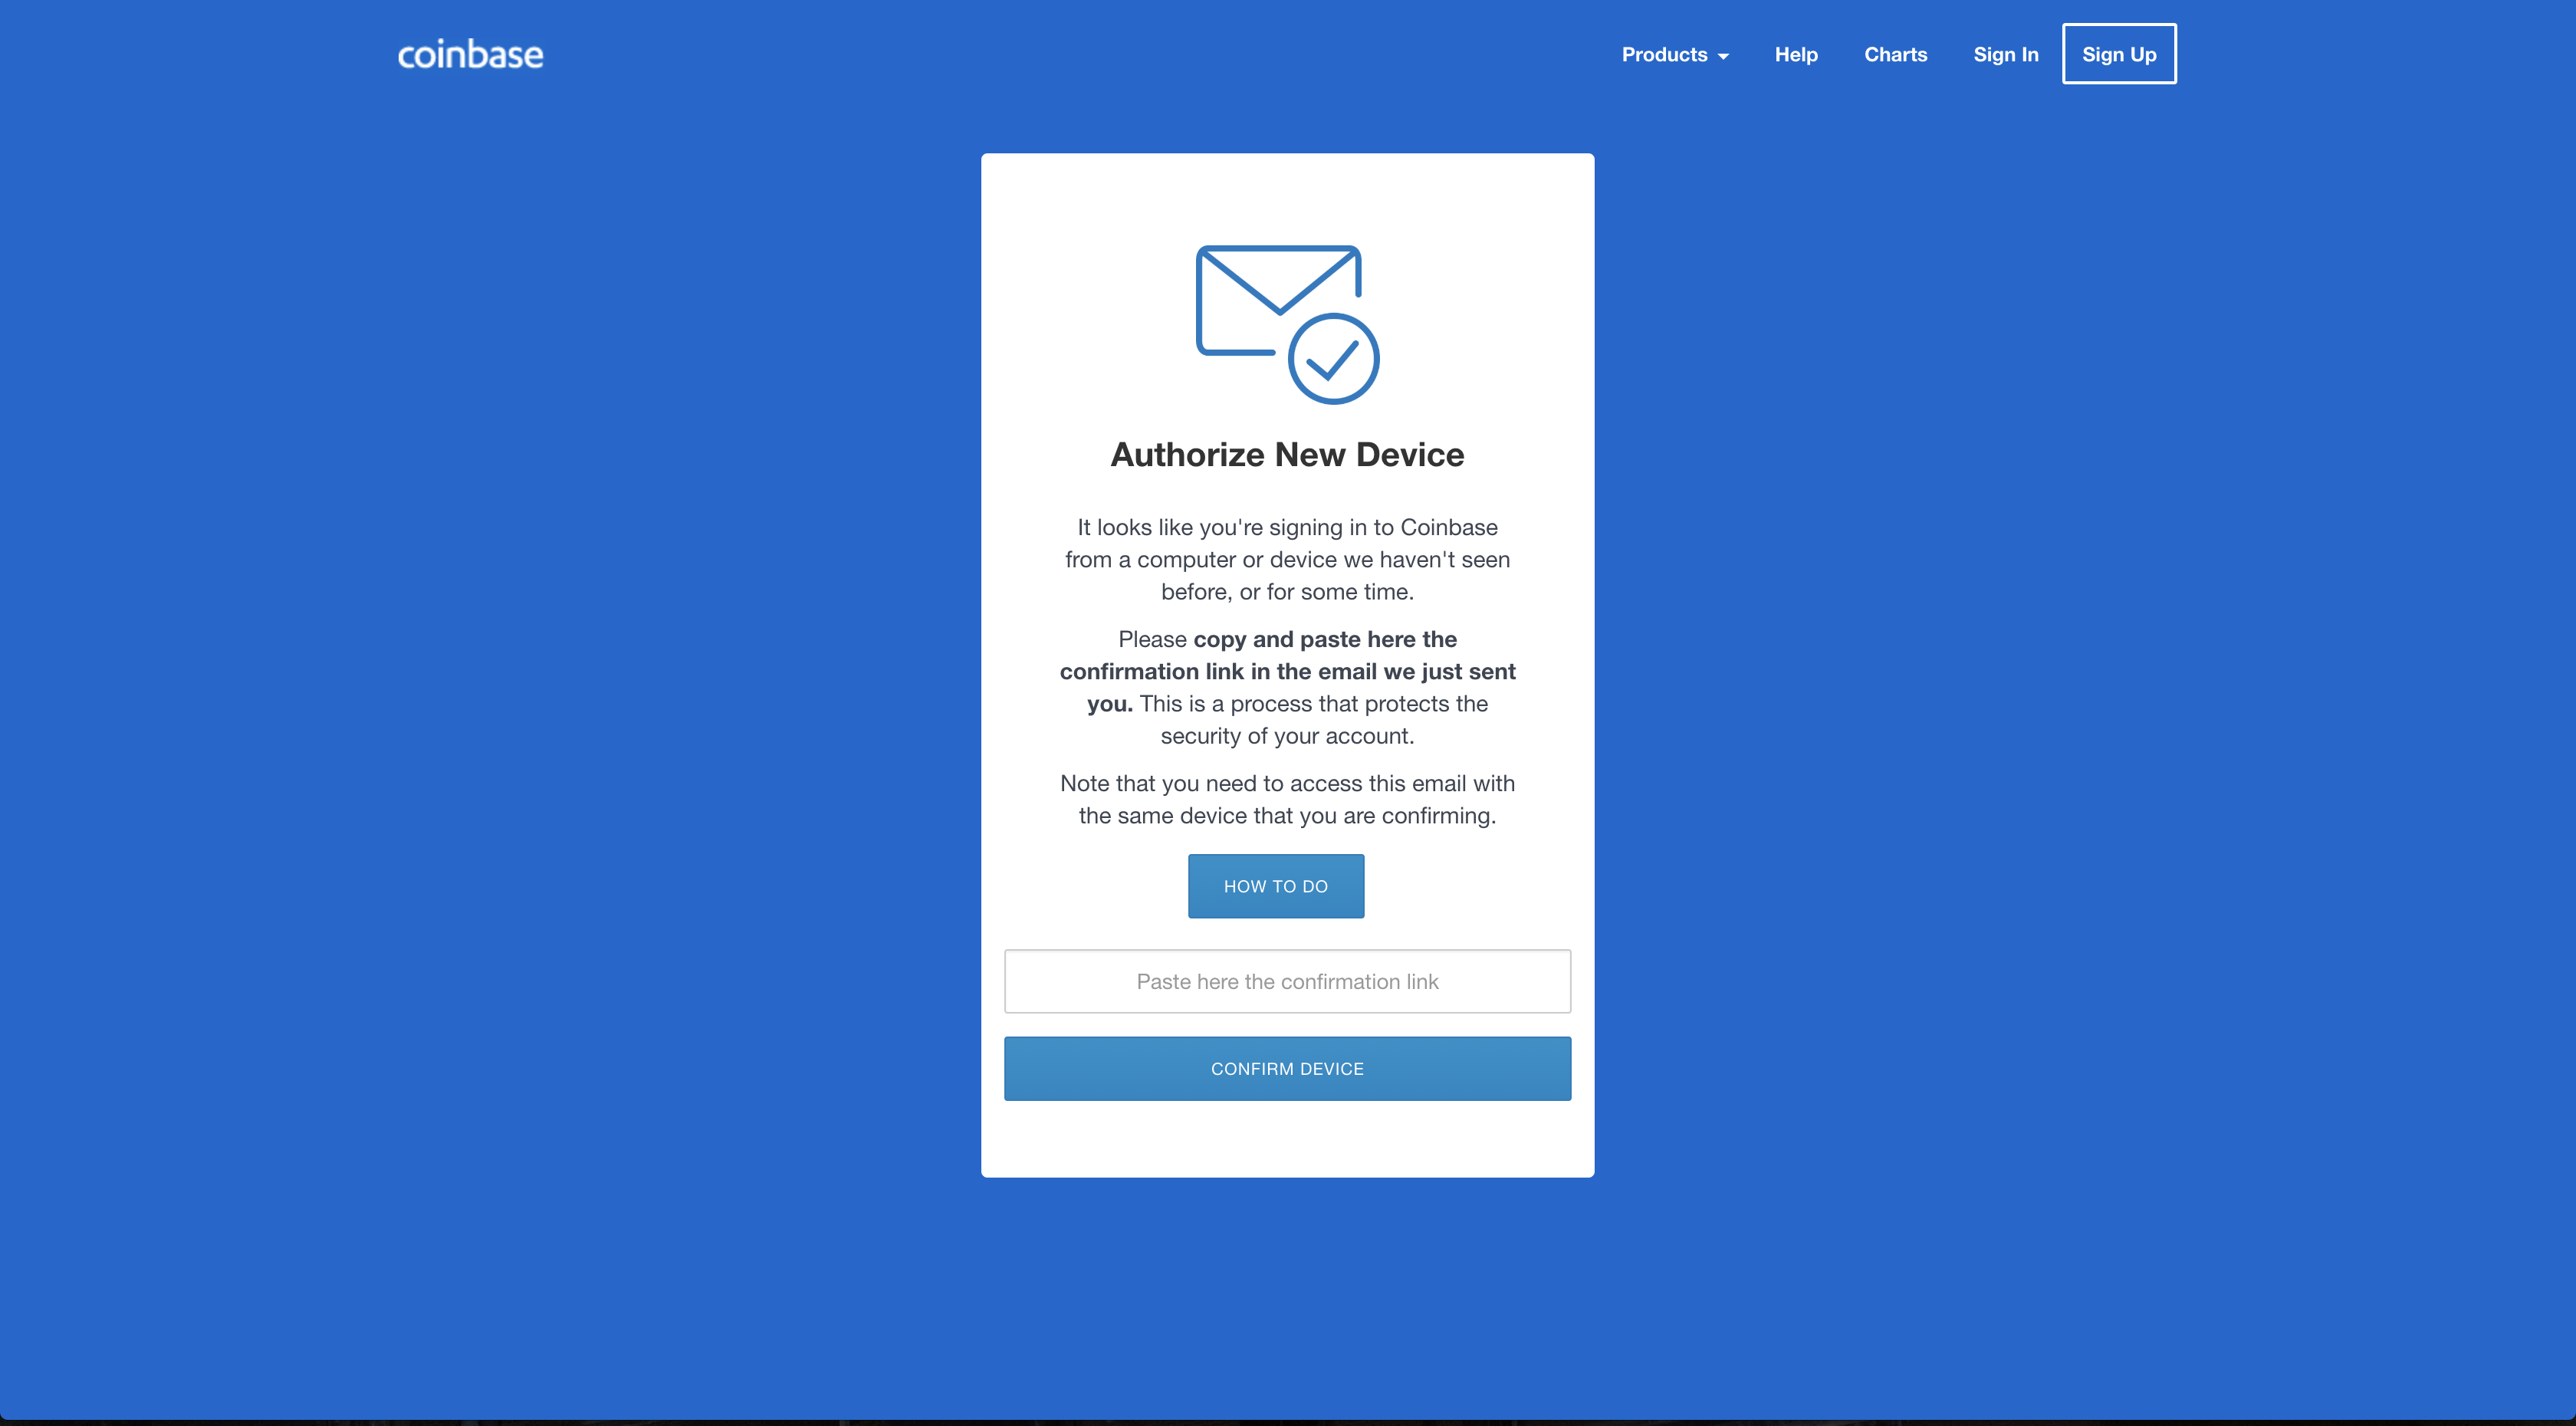 coinbase
Products
Help
Charts
Sign In
Sign Up
Authorize New Device
It looks like you're signing in to Coinbase
from a computer or device we haven't seen
before, or for some time.
Please copy and paste here the
confirmation link in the email we just sent
you. This is a process that protects the
security of your account.
Note that you need to access this email with
the same device that you are confirming.
HOW TO DO
Paste here the confirmation link
CONFIRM DEVICE